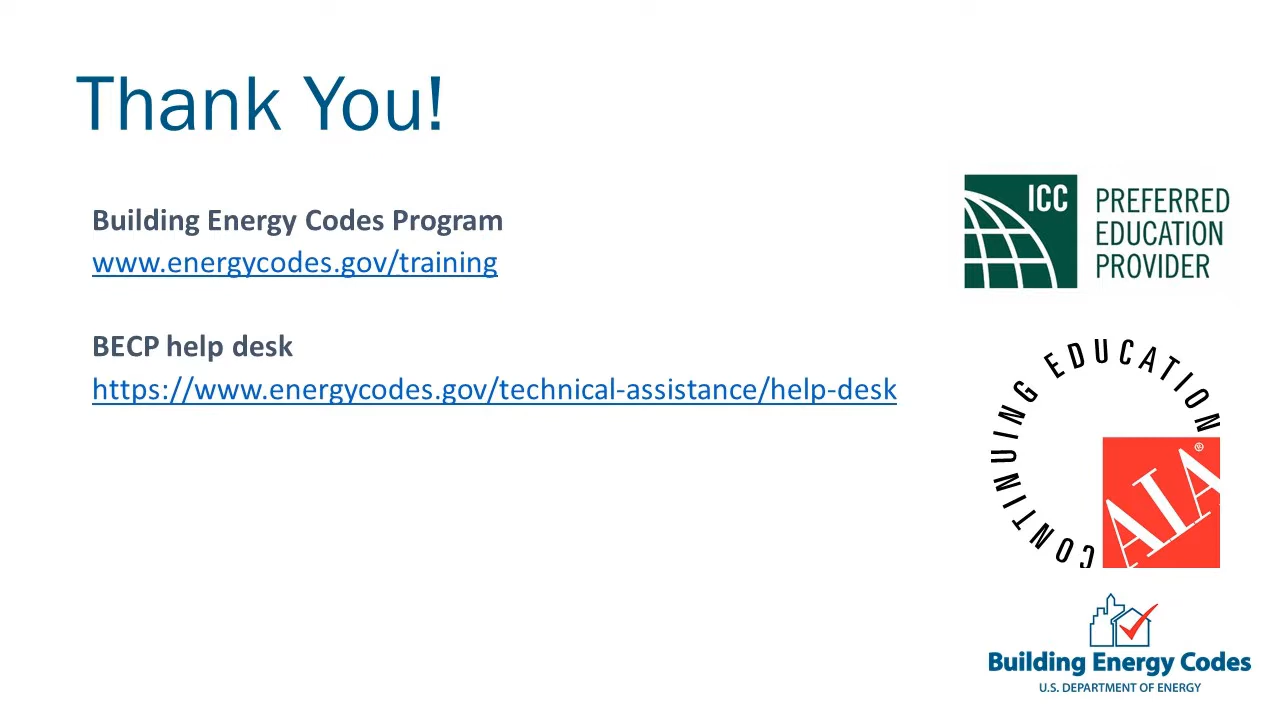 Thank You!
Building Energy Codes Program
www.energycodes.gov/training
BECP help desk
https://www.energycodes.gov/technical-assistance/help-desk
ICC
PREFERRED
EDUCATION
PROVIDER
CONTINUING EDUCATION
AIA®
Building Energy Codes
U.S. DEPARTMENT OF ENERGY